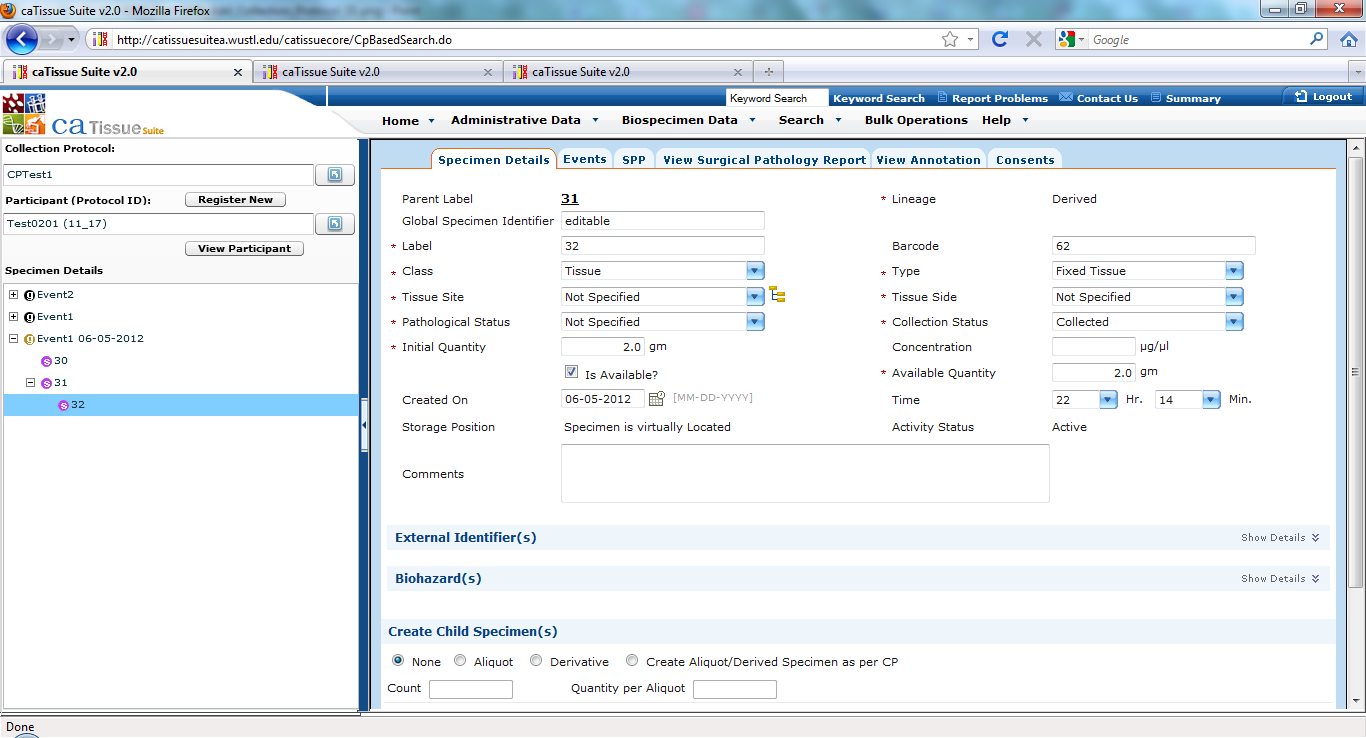 caTissue Suite v2.0 - Mozilla Firefox
http://catissuesuitea.wustl.edu/catissuecore/CpBasedSearch.do
Google
caTissue Suite v2.0
caTissue Suite v2.0
caTissue Suite v2.0
Keyword Search
Keyword Search
Report Problems
Contact Us
Summary
Logout
ca Tissue Suite
Home
Administrative Data
Biospecimen Data
Search
Bulk Operations
Help
Collection Protocol:
CPTest1
Participant (Protocol ID):
Register New
Test0201 (11_17)
View Participant
Specimen Details
Event2
Event1
Event1 06-05-2012
30
31
32
Specimen Details
Events
SPP
View Surgical Pathology Report
View Annotation
Consents
Parent Label 31 * Lineage Derived
Global Specimen Identifier editable
* Label 32 Barcode 62
* Class Tissue * Type Fixed Tissue
* Tissue Site Not Specified * Tissue Side Not Specified
* Pathological Status Not Specified * Collection Status Collected
* Initial Quantity 2.0 gm Concentration µg/µl
Is Available? * Available Quantity 2.0 gm
Created On 06-05-2012 [MM-DD-YYYY] Time 22 Hr. 14 Min.
Storage Position Specimen is virtually Located Activity Status Active
Comments
External Identifier(s) Show Details
Biohazard(s) Show Details
Create Child Specimen(s)
None Aliquot Derivative Create Aliquot/Derived Specimen as per CP
Count Quantity per Aliquot
Done